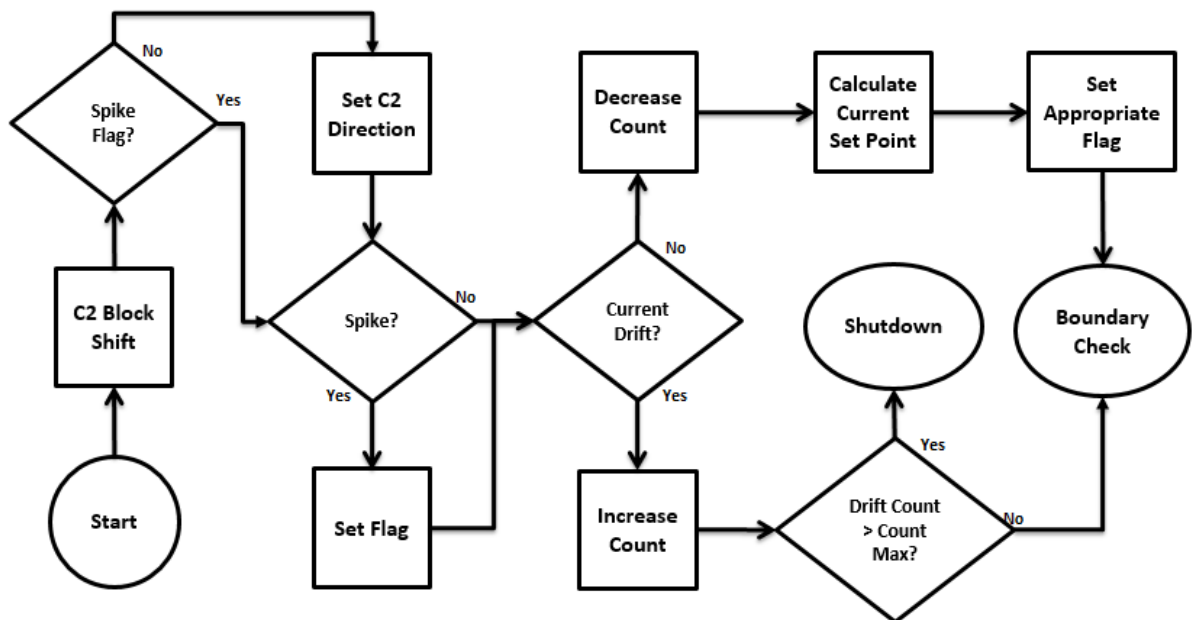 No
Spike
Flag?
Yes
Set C2
Direction
Decrease
Count
Calculate
Current
Set Point
Set
Appropriate
Flag
C2 Block
Shift
Spike?
No
Yes
Current
Drift?
No
Yes
Shutdown
Boundary
Check
Start
Set Flag
Increase
Count
Drift Count
> Count
Max?
Yes
No